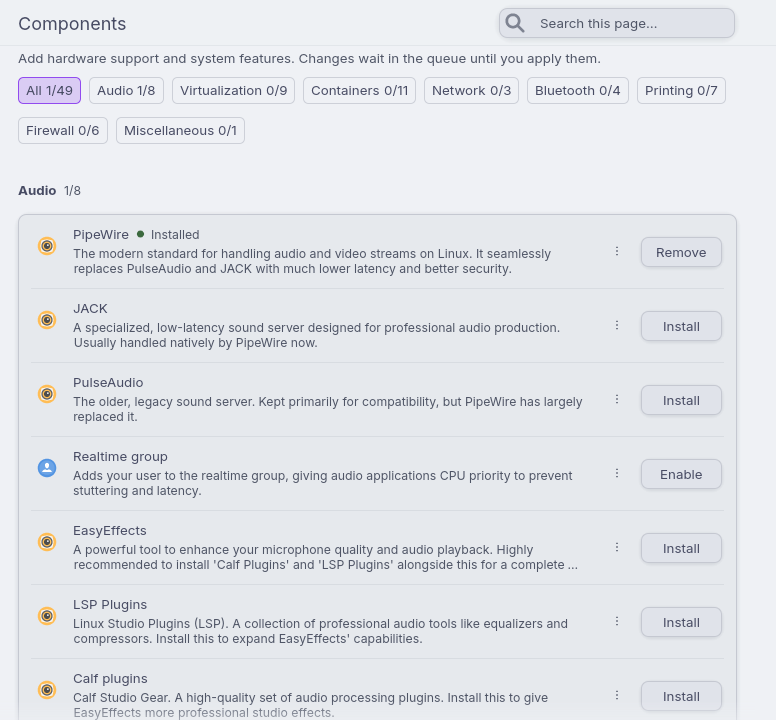 Components
Search this page...
Add hardware support and system features. Changes wait in the queue until you apply them.
All 1/49 Audio 1/8 Virtualization 0/9 Containers 0/11 Network 0/3 Bluetooth 0/4 Printing 0/7
Firewall 0/6 Miscellaneous 0/1
Audio 1/8
PipeWire Installed
The modern standard for handling audio and video streams on Linux. It seamlessly
replaces PulseAudio and JACK with much lower latency and better security.
Remove
JACK
A specialized, low-latency sound server designed for professional audio production.
Usually handled natively by PipeWire now.
Install
PulseAudio
The older, legacy sound server. Kept primarily for compatibility, but PipeWire has largely
replaced it.
Install
Realtime group
Adds your user to the realtime group, giving audio applications CPU priority to prevent
stuttering and latency.
Enable
EasyEffects
A powerful tool to enhance your microphone quality and audio playback. Highly
recommended to install 'Calf Plugins' and 'LSP Plugins' alongside this for a complete ...
Install
LSP Plugins
Linux Studio Plugins (LSP). A collection of professional audio tools like equalizers and
compressors. Install this to expand EasyEffects' capabilities.
Install
Calf plugins
Calf Studio Gear. A high-quality set of audio processing plugins. Install this to give
EasyEffects more professional studio effects.
Install